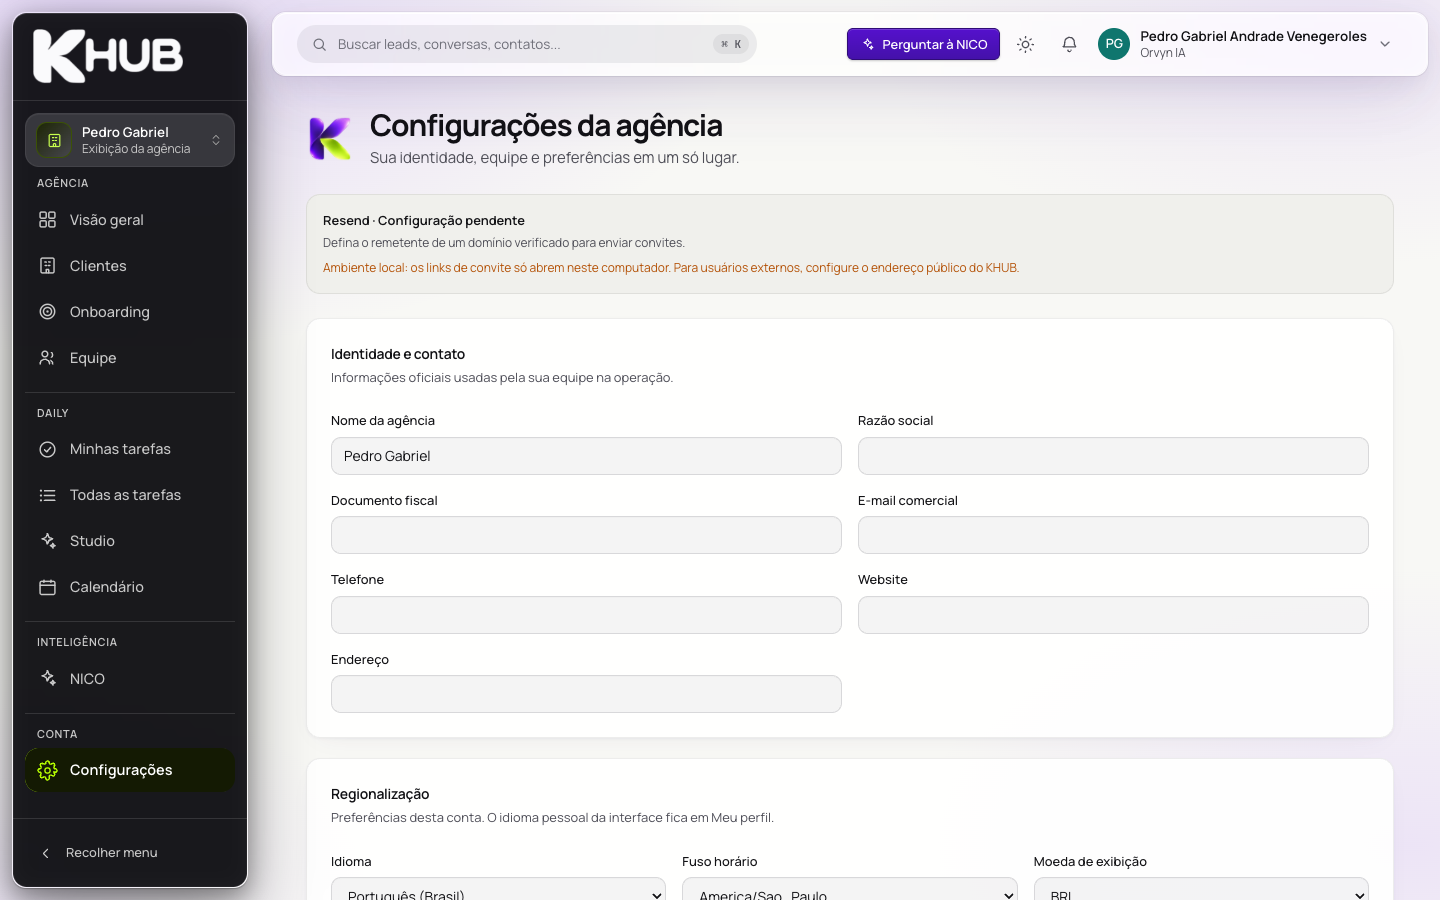 KHUB
Pedro Gabriel
Exibição da agência
AGÊNCIA
Visão geral
Clientes
Onboarding
Equipe
DAILY
Minhas tarefas
Todas as tarefas
Studio
Calendário
INTELIGÊNCIA
NICO
CONTA
Configurações
Recolher menu
Buscar leads, conversas, contatos...
⌘ K
Perguntar à NICO
PG
Pedro Gabriel Andrade Venegeroles
Orvyn IA
Configurações da agência
Sua identidade, equipe e preferências em um só lugar.
Resend · Configuração pendente
Defina o remetente de um domínio verificado para enviar convites.
Ambiente local: os links de convite só abrem neste computador. Para usuários externos, configure o endereço público do KHUB.
Identidade e contato
Informações oficiais usadas pela sua equipe na operação.
Nome da agência
Razão social
Pedro Gabriel
Documento fiscal
E-mail comercial
Telefone
Website
Endereço
Regionalização
Preferências desta conta. O idioma pessoal da interface fica em Meu perfil.
Idioma
Fuso horário
Moeda de exibição
Português (Brasil)
America/Sao_Paulo
BRL